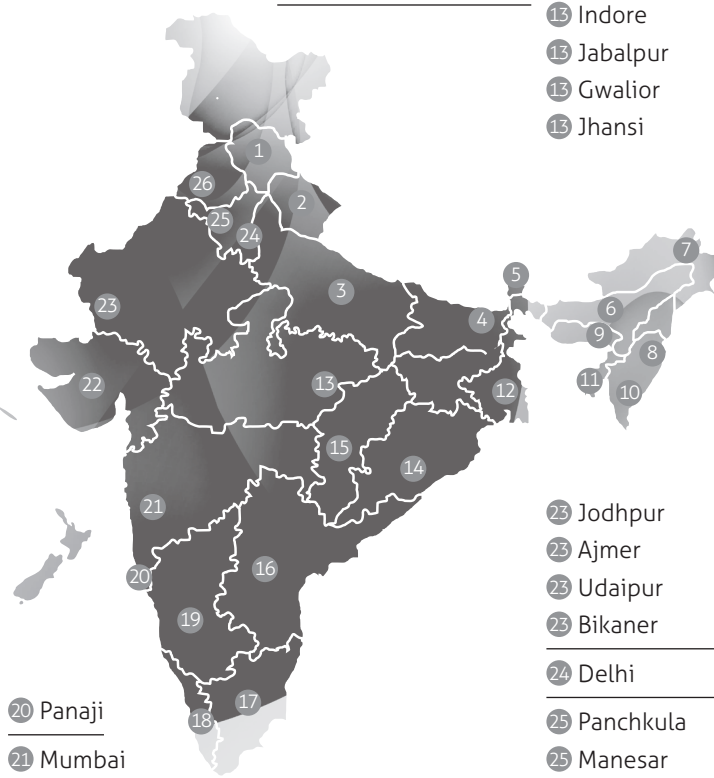 13 Indore
13 Jabalpur
13 Gwalior
13 Jhansi
1
26
2
25
24
7
5
3
23
6
4
9
8
22
13
11
12
10
15
14
21
23 Jodhpur
23 Ajmer
20
16
23 Udaipur
19
23 Bikaner
24 Delhi
17
20 Panaji
18
25 Panchkula
21 Mumbai
25 Manesar